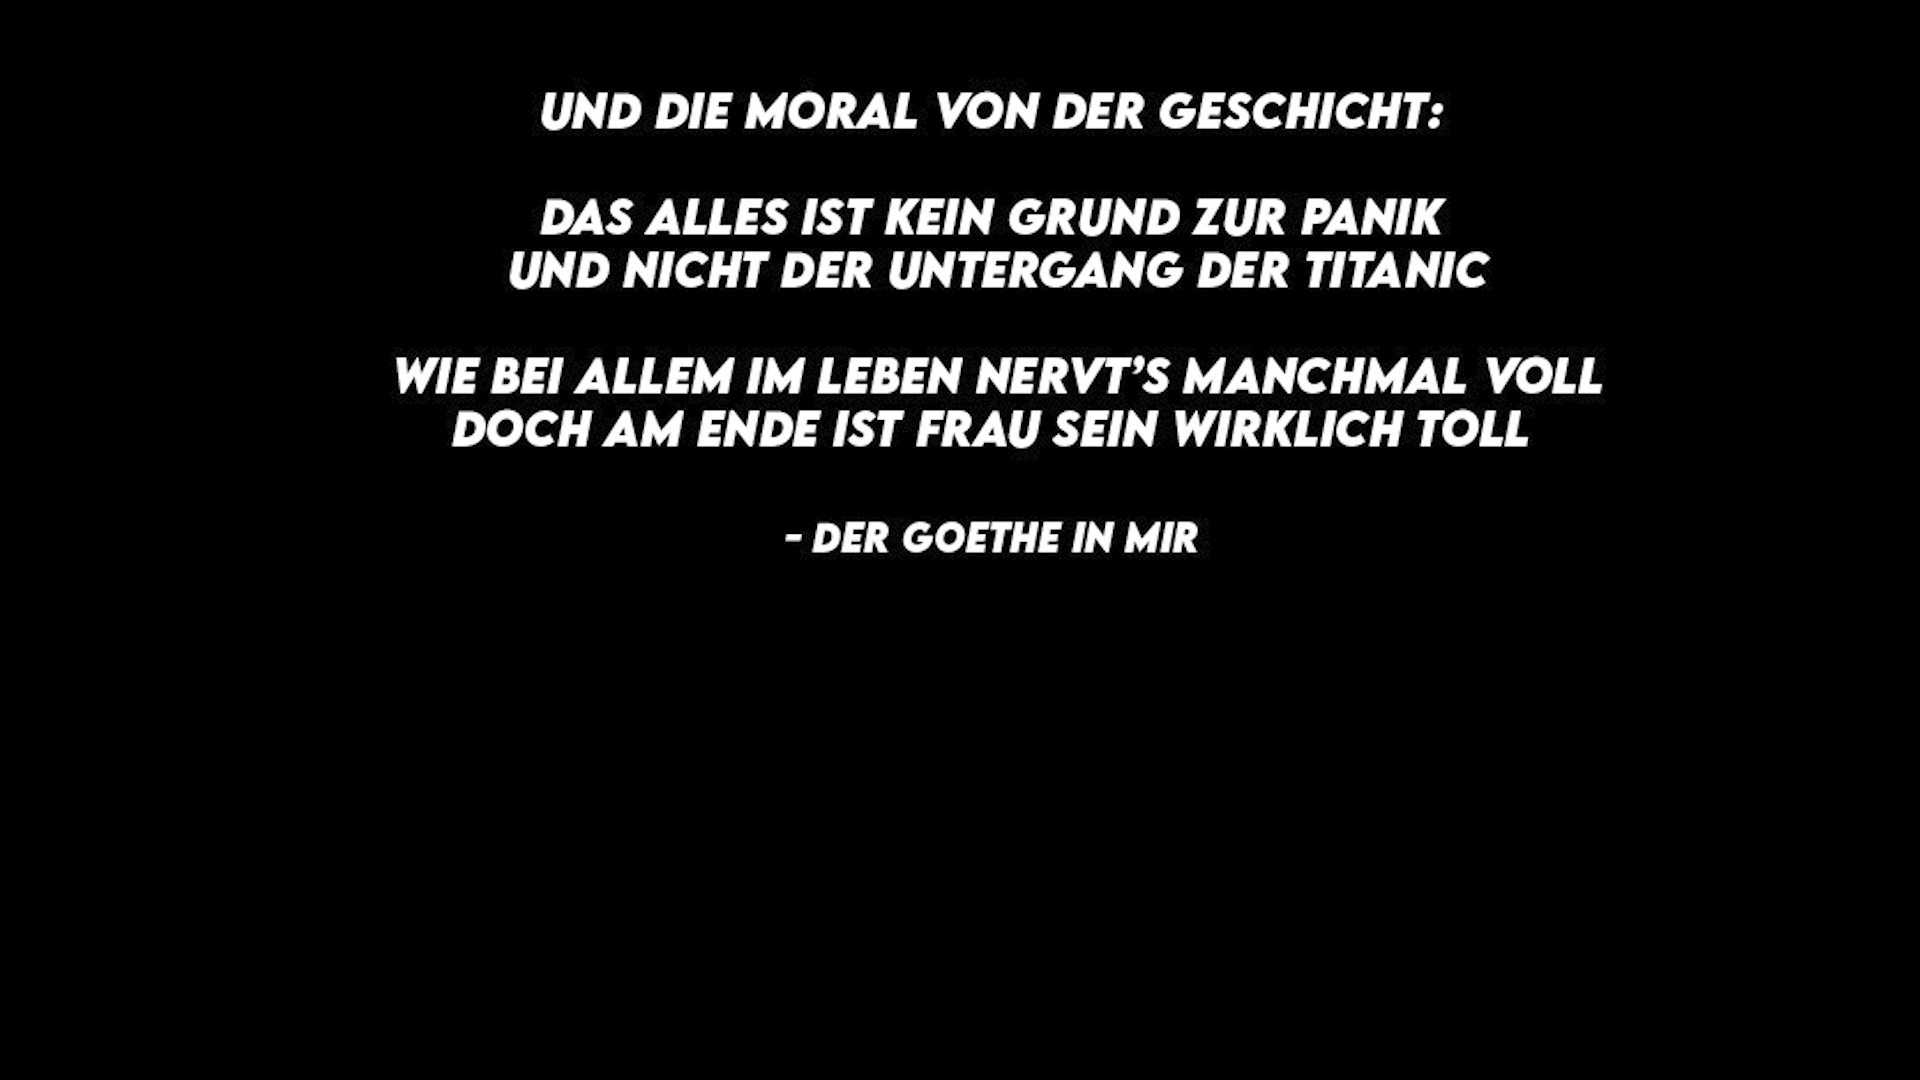 UND DIE MORAL VON DER GESCHICHT:
DAS ALLES IST KEIN GRUND ZUR PANIK
UND NICHT DER UNTERGANG DER TITANIC
WIE BEI ALLEM IM LEBEN NERVT'S MANCHMAL VOLL
DOCH AM ENDE IST FRAU SEIN WIRKLICH TOLL
- DER GOETHE IN MIR